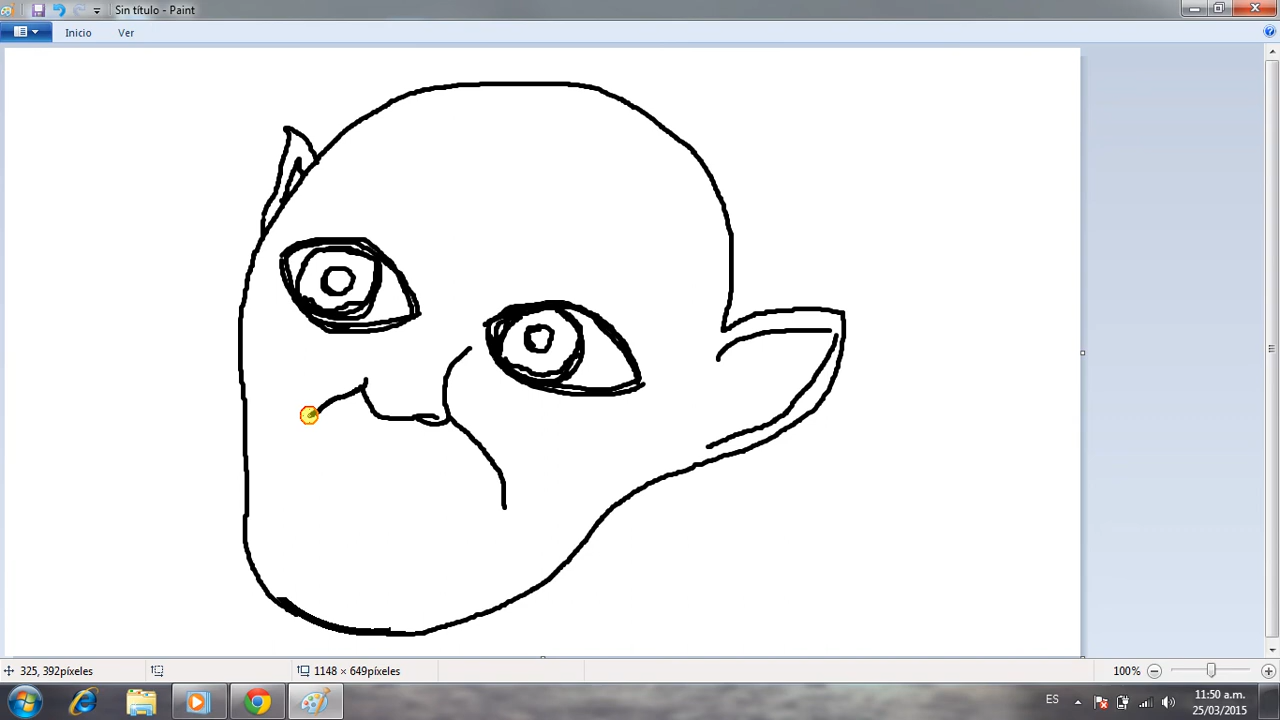 Sin título - Paint
Inicio Ver
325, 392píxeles 1148 × 649píxeles 100%
ES 11:50 a.m.
25/03/2015